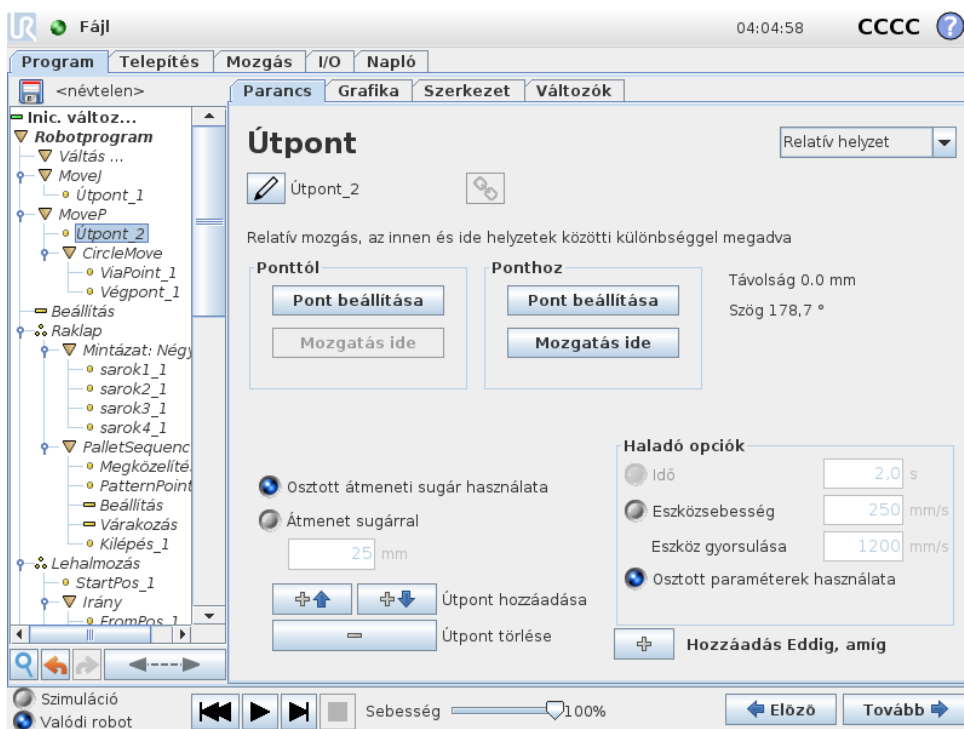 UR Fájl 04:04:58 CCCC ?
Program Telepítés Mozgás I/O Napló
<névtelen>
Parancs Grafika Szerkezet Változók
Inic. változ...
Robotprogram
Váltás ...
MoveJ
Útpont_1
MoveP
Útpont_2
CircleMove
ViaPoint_1
Végpont_1
Beállítás
Raklap
Mintázat: Négy
sarok1_1
sarok2_1
sarok3_1
sarok4_1
PalletSequenc
Megközelíté
PatternPoint
Beállítás
Várakozás
Kilépés_1
Lehalmozás
StartPos_1
Irány
FromPos_1
Útpont
Relatív helyzet
Útpont_2
Relatív mozgás, az innen és ide helyzetek közötti különbséggel megadva
Ponttól
Pont beállítása
Mozgatás ide
Ponthoz
Pont beállítása
Mozgatás ide
Távolság 0.0 mm
Szög 178,7 °
Osztott átmeneti sugár használata
Átmenet sugárral
25 mm
Útpont hozzáadása
Útpont törlése
Haladó opciók
Idő 2,0 s
Eszközsebesség 250 mm/s
Eszköz gyorsulása 1200 mm/s
Osztott paraméterek használata
Hozzáadás Eddig, amíg
Szimuláció
Valódi robot
Sebesség 100%
Előző
Tovább